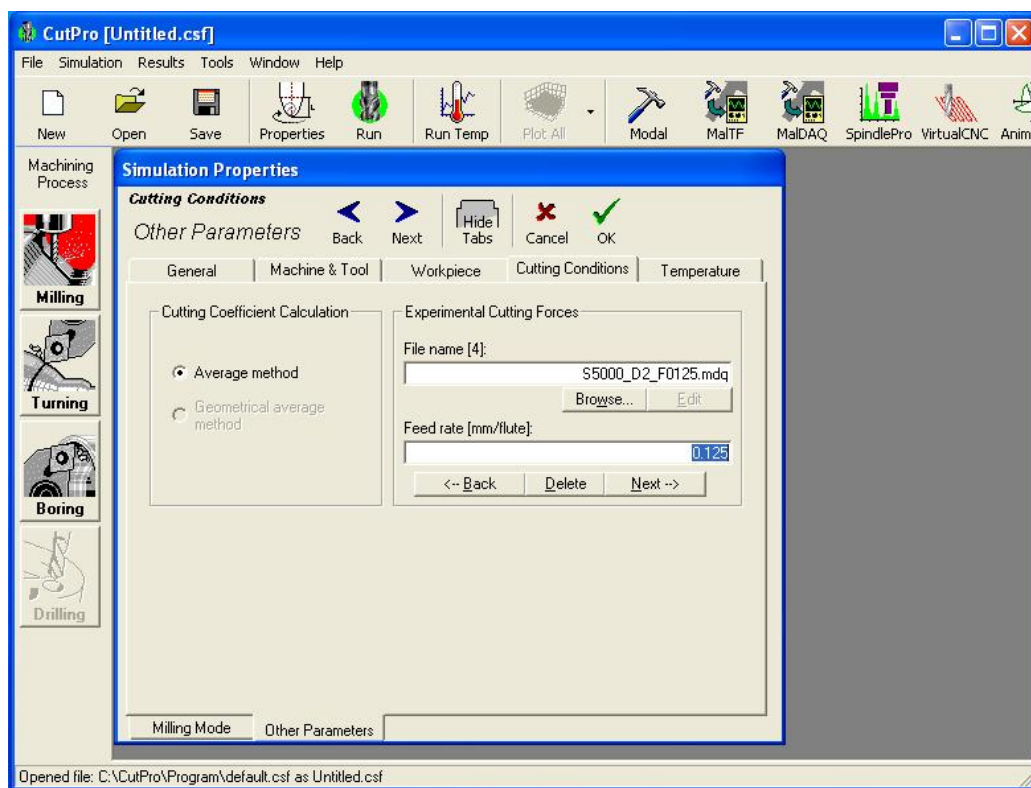 CutPro [Untitled.csf]
File Simulation Results Tools Window Help
New Open Save Properties Run Run Temp Plot All Modal MalTF MalDAQ SpindlePro VirtualCNC Anim
Machining
Process
Milling
Turning
Boring
Drilling
Simulation Properties
Cutting Conditions
Other Parameters
Back Next Hide Tabs Cancel OK
General Machine & Tool Workpiece Cutting Conditions Temperature
Cutting Coefficient Calculation
Average method
Geometrical average
method
Experimental Cutting Forces
File name [4]:
S5000_D2_F0125.mdq
Browse... Edit
Feed rate [mm/flute]:
0.125
<-- Back Delete Next -->
Milling Mode Other Parameters
Opened file: C:\CutPro\Program\default.csf as Untitled.csf